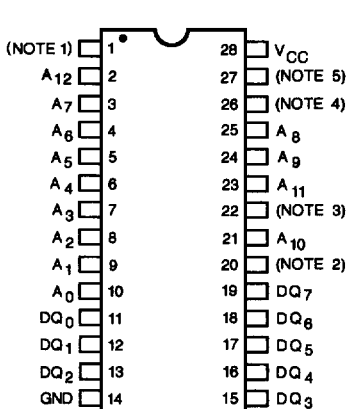 (NOTE 1) 1 28 VCC
A12 2 27 (NOTE 5)
A7 3 26 (NOTE 4)
A6 4 25 A8
A5 5 24 A9
A4 6 23 A11
A3 7 22 (NOTE 3)
A2 8 21 A10
A1 9 20 (NOTE 2)
A0 10 19 DQ7
DQ0 11 18 DQ6
DQ1 12 17 DQ5
DQ2 13 16 DQ4
GND 14 15 DQ3